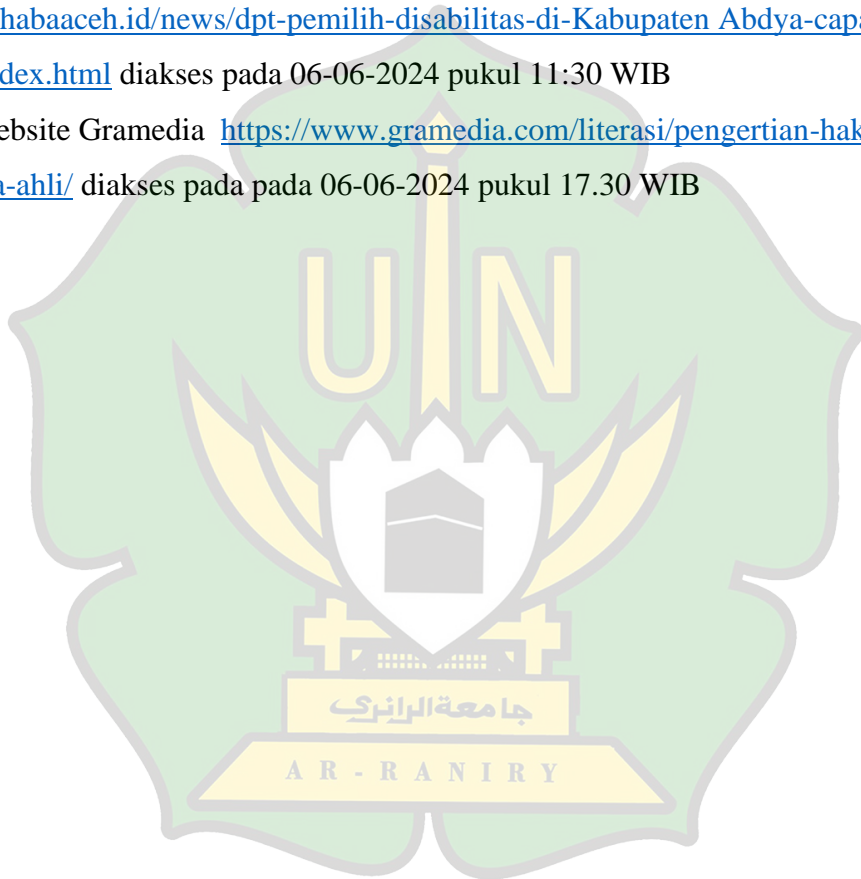 habaaceh.id/news/dpt-pemilih-disabilitas-di-Kabupaten Abdya-capa
dex.html diakses pada 06-06-2024 pukul 11:30 WIB
ebsite Gramedia https://www.gramedia.com/literasi/pengertian-hak
a-ahli/ diakses pada pada 06-06-2024 pukul 17.30 WIB
UIN
جامعة الرانري
AR-RANIRY